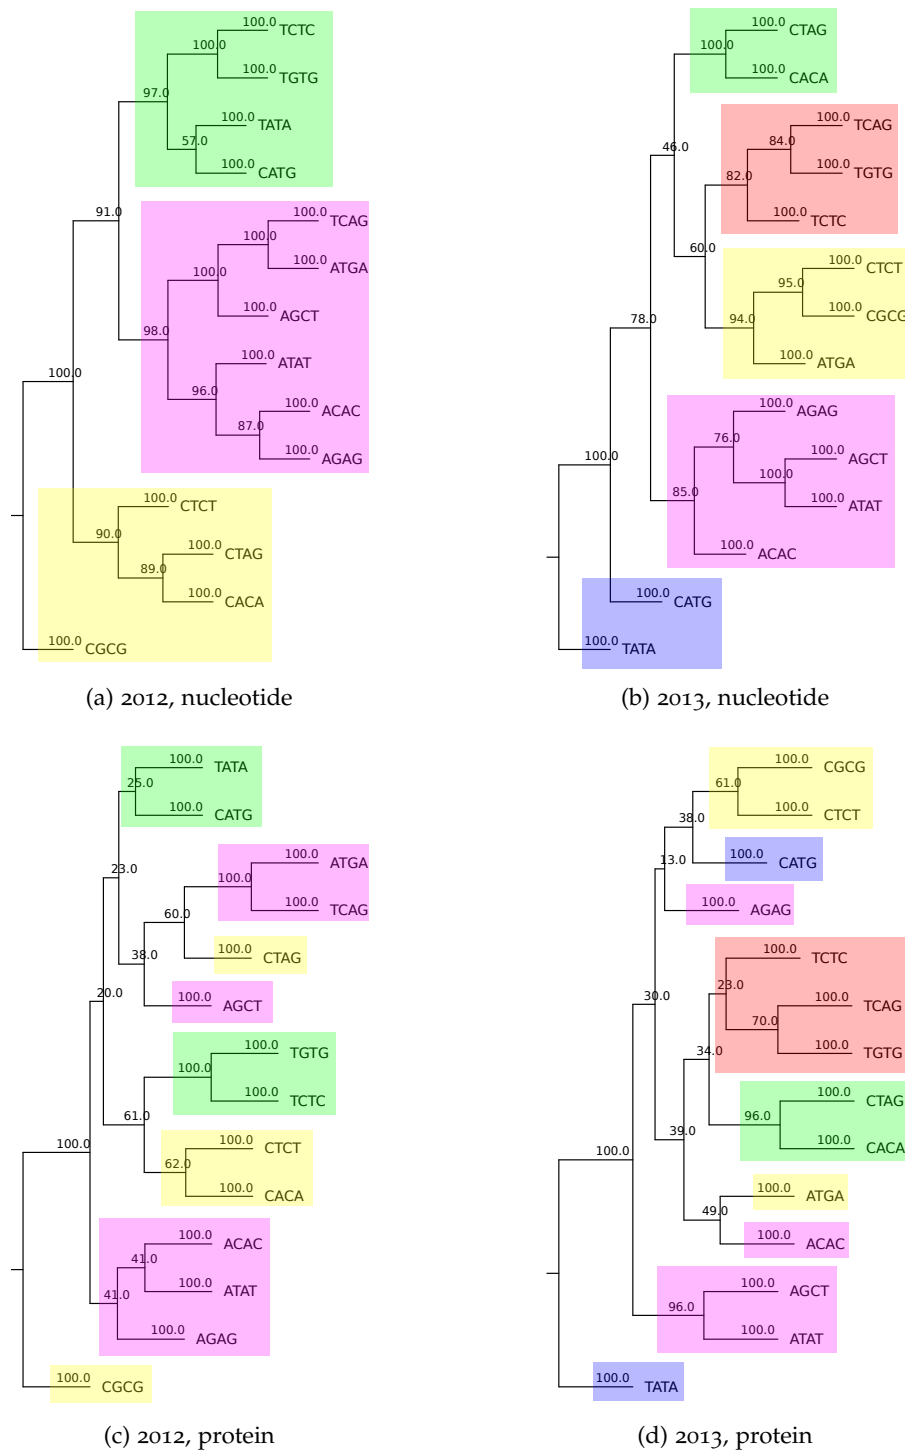 100.0 TCTC
100.0
100.0 TGTG
97.0
100.0 TATA
57.0
100.0 CATG
91.0
100.0 TCAG
100.0
100.0 ATGA
100.0
100.0 AGCT
98.0
100.0 ATAT
96.0
100.0 ACAC
87.0
100.0 AGAG
100.0
100.0 CTCT
90.0
100.0 CTAG
89.0
100.0 CACA
100.0 CGCG
(a) 2012, nucleotide
100.0 CTAG
100.0
100.0 CACA
46.0
100.0 TCAG
84.0
100.0 TGTG
82.0
100.0 TCTC
60.0
100.0 CTCT
95.0
100.0 CGCG
94.0
100.0 ATGA
78.0
100.0 AGAG
76.0
100.0 AGCT
100.0
100.0 ATAT
85.0
100.0 ACAC
100.0
100.0 CATG
100.0 TATA
(b) 2013, nucleotide
100.0 TATA
25.0
100.0 CATG
23.0
100.0 ATGA
100.0
100.0 TCAG
60.0
100.0 CTAG
38.0
100.0 AGCT
20.0
100.0 TGTG
100.0
100.0 TCTC
61.0
100.0 CTCT
62.0
100.0 CACA
100.0
100.0 ACAC
41.0
100.0 ATAT
41.0
100.0 AGAG
100.0 CGCG
(c) 2012, protein
100.0 CGCG
61.0
100.0 CTCT
38.0
100.0 CATG
13.0
100.0 AGAG
30.0
100.0 TCTC
23.0
100.0 TCAG
70.0
100.0 TGTG
34.0
100.0 CTAG
96.0
100.0 CACA
39.0
100.0 ATGA
49.0
100.0 ACAC
100.0
100.0 AGCT
96.0
100.0 ATAT
100.0 TATA
(d) 2013, protein